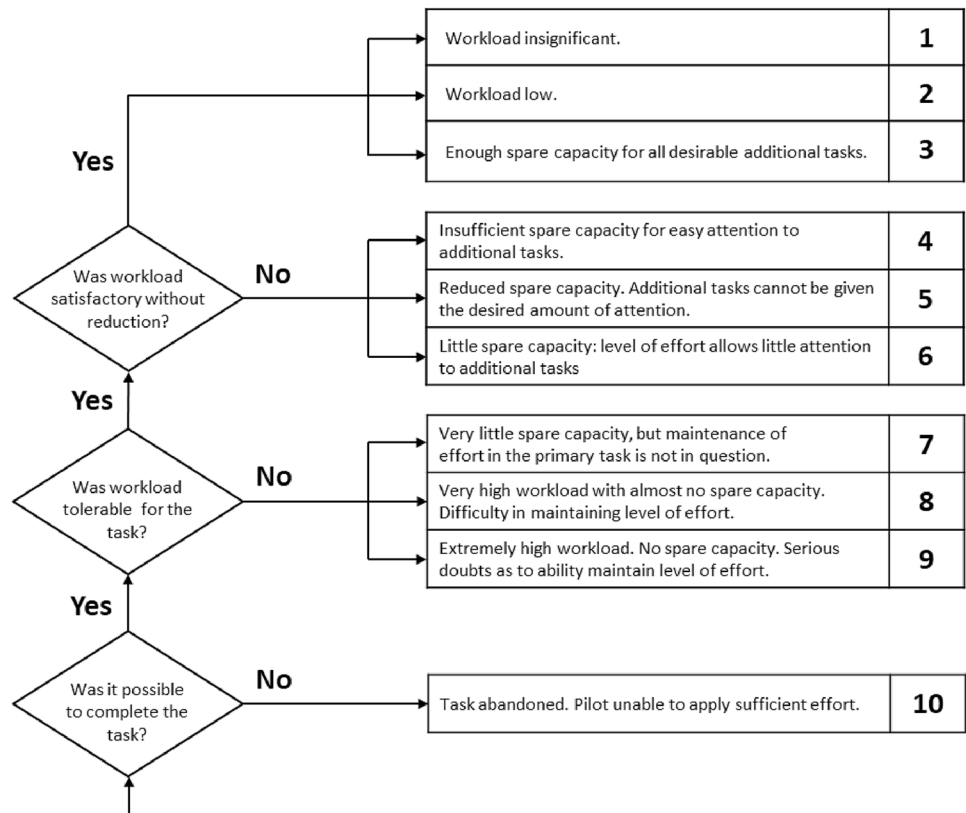 Workload insignificant.
1
Workload low.
2
Enough spare capacity for all desirable additional tasks.
3
Yes
Was workload
satisfactory without
reduction?
No
Insufficient spare capacity for easy attention to
additional tasks.
4
Reduced spare capacity. Additional tasks cannot be given
the desired amount of attention.
5
Little spare capacity: level of effort allows little attention
to additional tasks
6
Yes
Was workload
tolerable for the
task?
No
Very little spare capacity, but maintenance of
effort in the primary task is not in question.
7
Very high workload with almost no spare capacity.
Difficulty in maintaining level of effort.
8
Extremely high workload. No spare capacity. Serious
doubts as to ability maintain level of effort.
9
Yes
Was it possible
to complete the
task?
No
Task abandoned. Pilot unable to apply sufficient effort.
10